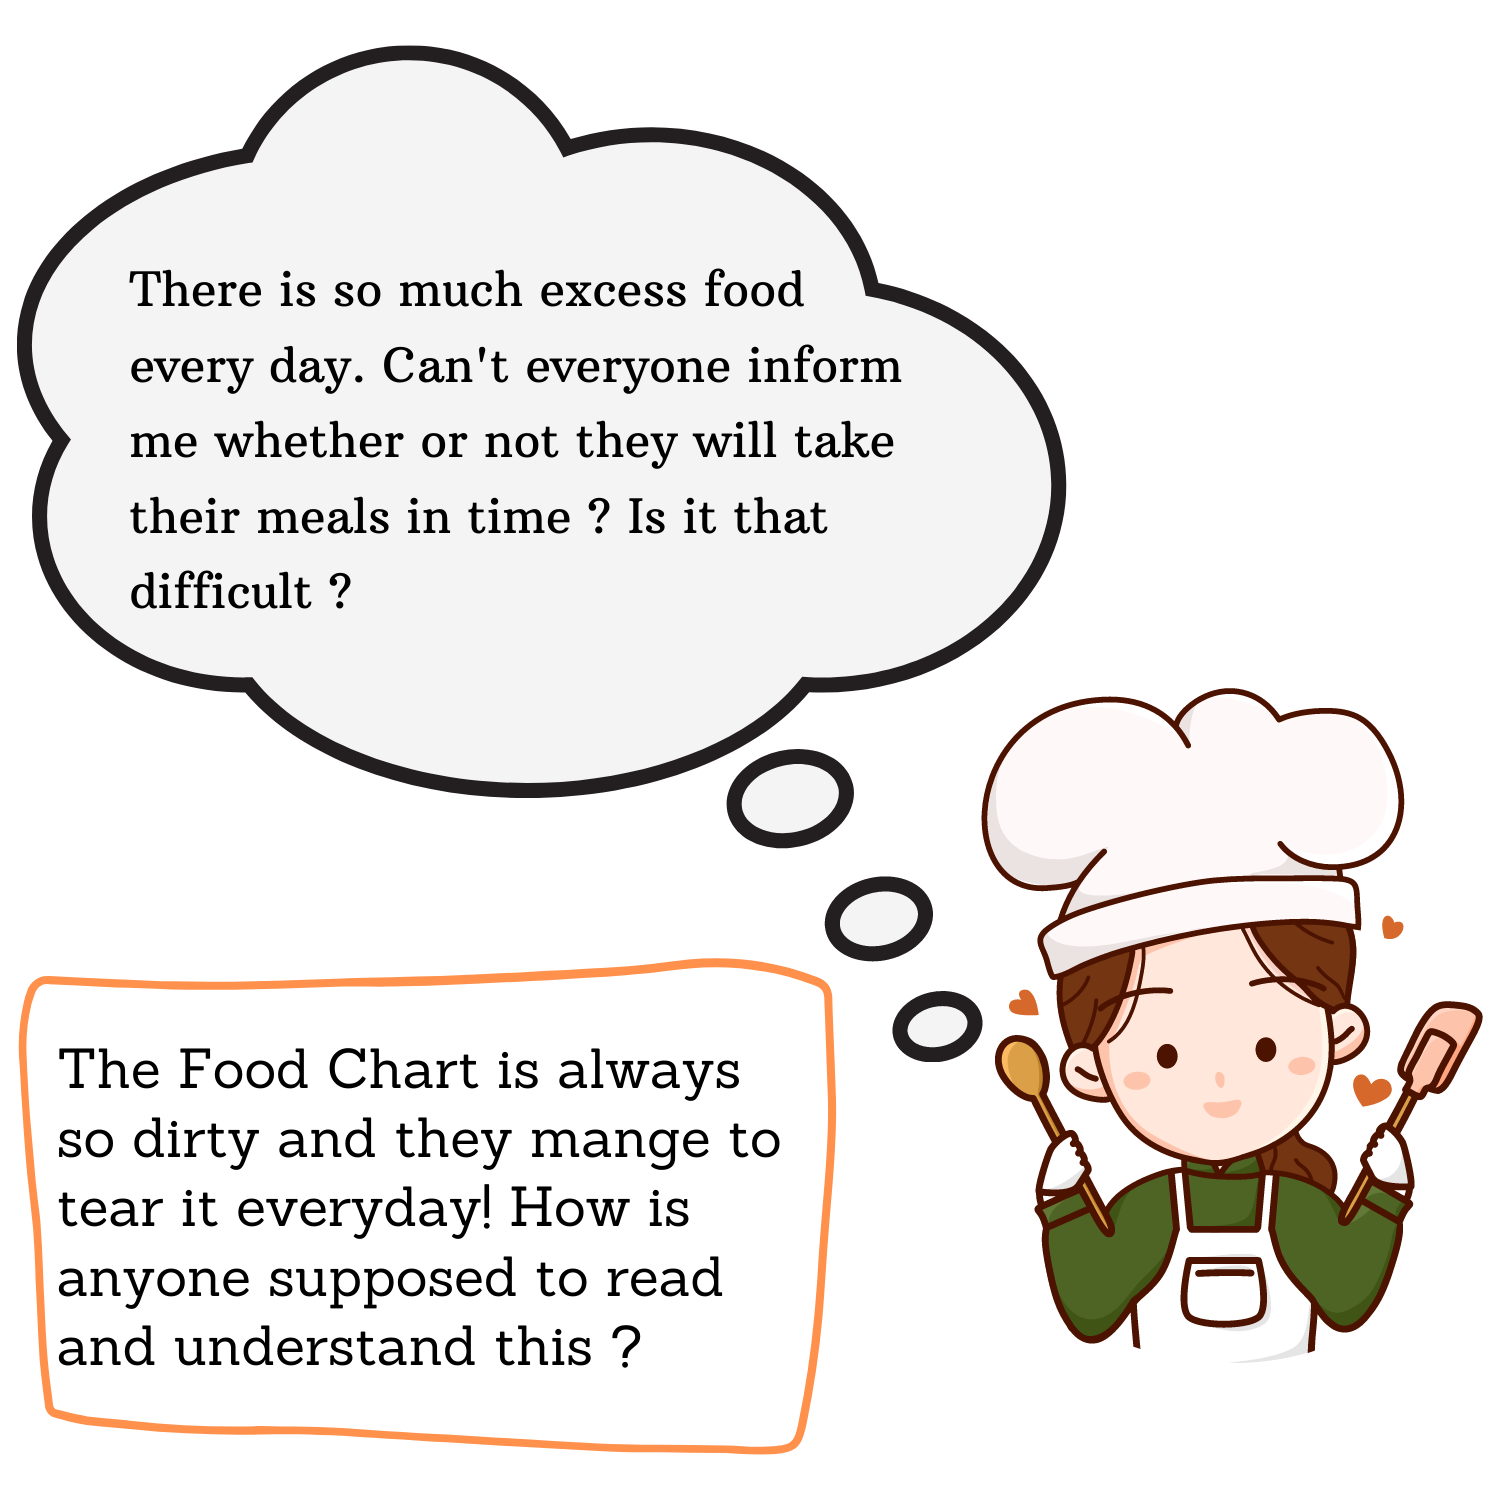 There is so much excess food
every day. Can't everyone inform
me whether or not they will take
their meals in time ? Is it that
difficult ?
The Food Chart is always
so dirty and they mange to
tear it everyday! How is
anyone supposed to read
and understand this ?